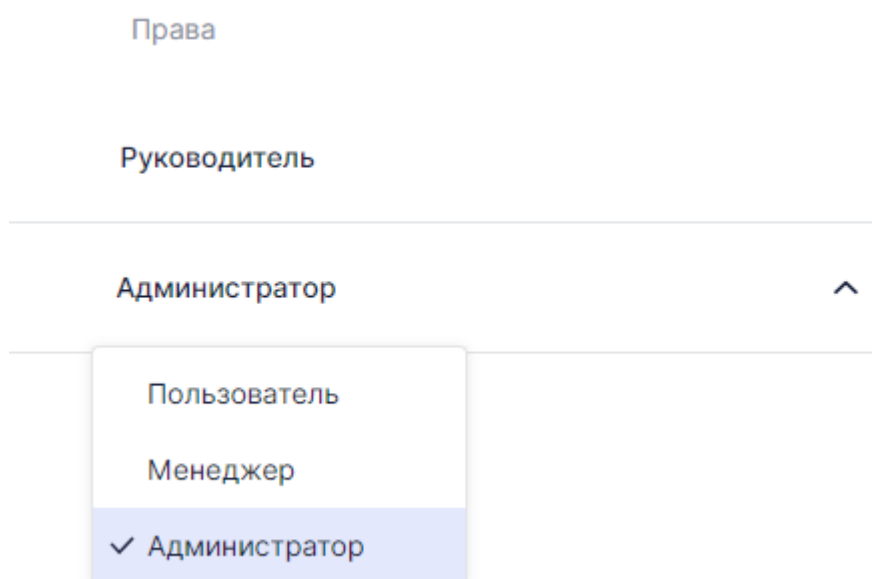 Права
Руководитель
Администратор
Пользователь
Менеджер
Администратор